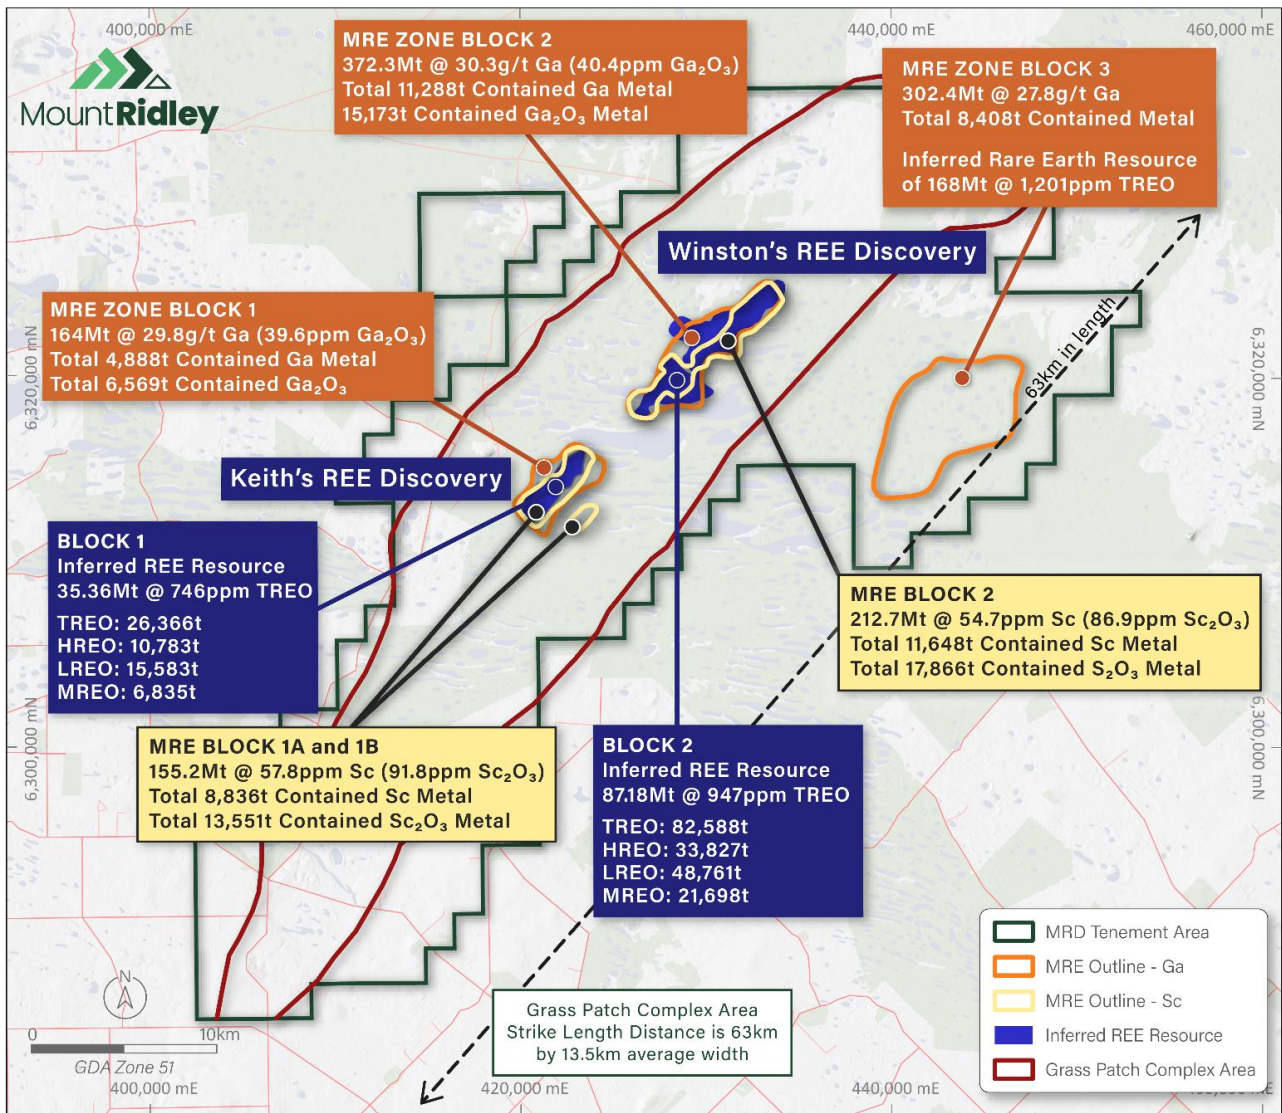 400,000 mE
440,000 mE
460,000 mE
MountRidley
MRE ZONE BLOCK 2
372.3Mt @ 30.3g/t Ga (40.4ppm Ga₂O₃)
Total 11,288t Contained Ga Metal
15,173t Contained Ga₂O₃ Metal
MRE ZONE BLOCK 3
302.4Mt @ 27.8g/t Ga
Total 8,408t Contained Metal
Inferred Rare Earth Resource
of 168Mt @ 1,201ppm TREO
Winston's REE Discovery
MRE ZONE BLOCK 1
164Mt @ 29.8g/t Ga (39.6ppm Ga₂O₃)
Total 4,888t Contained Ga Metal
Total 6,569t Contained Ga₂O₃
63km in length
6,320,000 mN
6,320,000 mN
Keith's REE Discovery
BLOCK 1
Inferred REE Resource
35.36Mt @ 746ppm TREO
TREO: 26,366t
HREO: 10,783t
LREO: 15,583t
MREO: 6,835t
MRE BLOCK 2
212.7Mt @ 54.7ppm Sc (86.9ppm Sc₂O₃)
Total 11,648t Contained Sc Metal
Total 17,866t Contained S₂O₃ Metal
6,300,000 mN
6,300,000 mN
MRE BLOCK 1A and 1B
155.2Mt @ 57.8ppm Sc (91.8ppm Sc₂O₃)
Total 8,836t Contained Sc Metal
Total 13,551t Contained Sc₂O₃ Metal
BLOCK 2
Inferred REE Resource
87.18Mt @ 947ppm TREO
TREO: 82,588t
HREO: 33,827t
LREO: 48,761t
MREO: 21,698t
MRD Tenement Area
MRE Outline - Ga
MRE Outline - Sc
Inferred REE Resource
Grass Patch Complex Area
N
0 10km
GDA Zone 51
Grass Patch Complex Area
Strike Length Distance is 63km
by 13.5km average width
400,000 mE
420,000 mE
440,000 mE